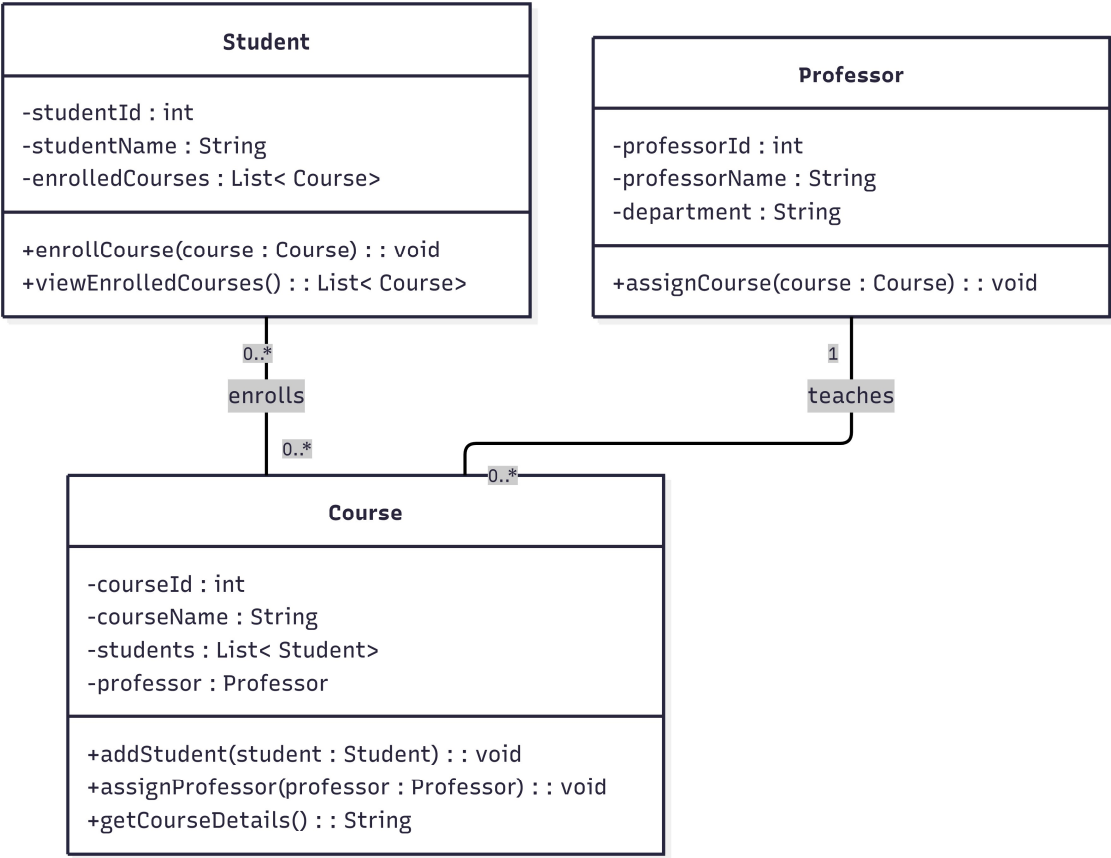 Student
-studentId : int
-studentName : String
-enrolledCourses : List< Course>
+enrollCourse(course : Course) : : void
+viewEnrolledCourses() : : List< Course>
Professor
-professorId : int
-professorName : String
-department : String
+assignCourse(course : Course) : : void
0..*
enrolls
0..*
1
teaches
0..*
Course
-courseId : int
-courseName : String
-students : List< Student>
-professor : Professor
+addStudent(student : Student) : : void
+assignProfessor(professor : Professor) : : void
+getCourseDetails() : : String